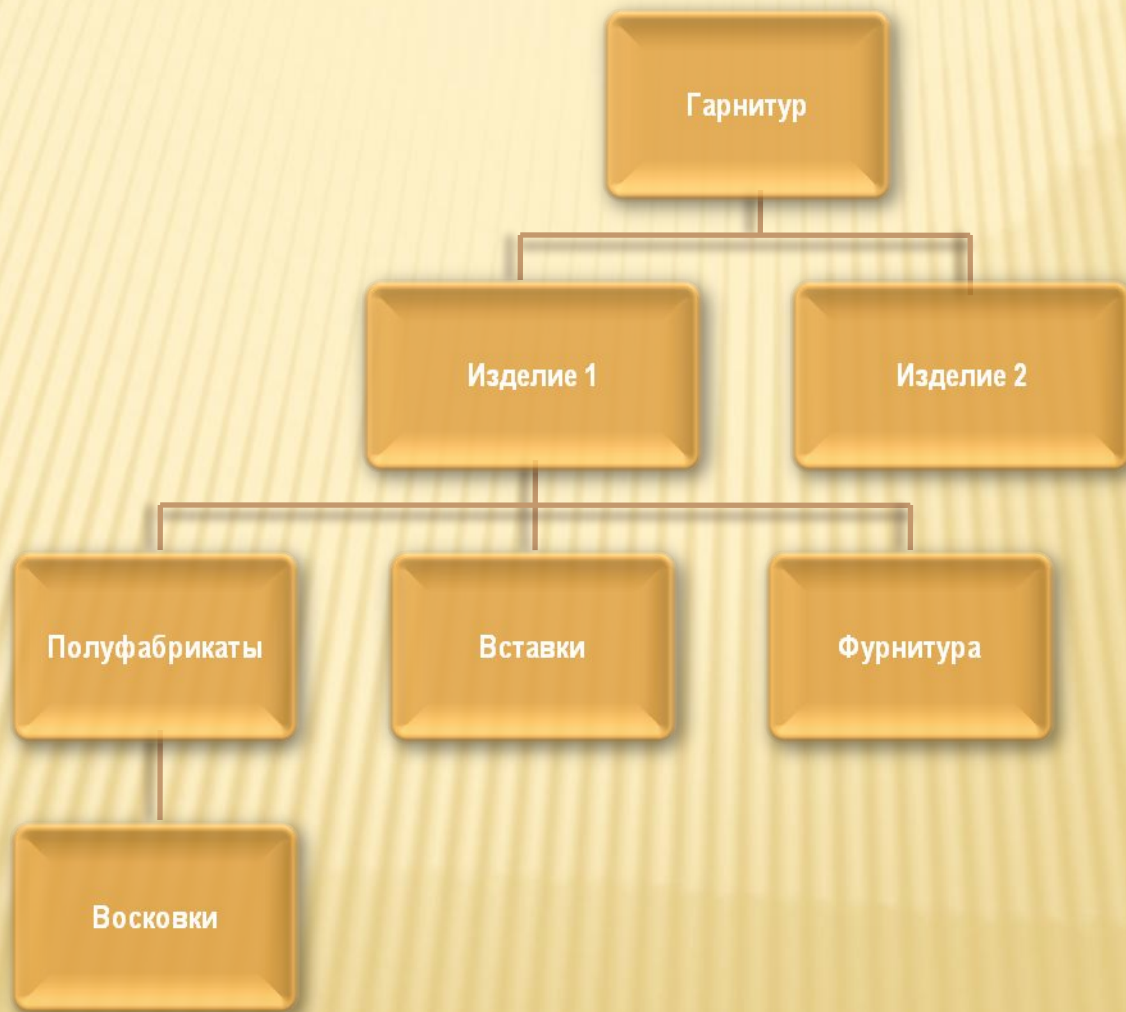 Гарнитур
Изделие 1
Изделие 2
Полуфабрикаты
Вставки
Фурнитура
Восковки